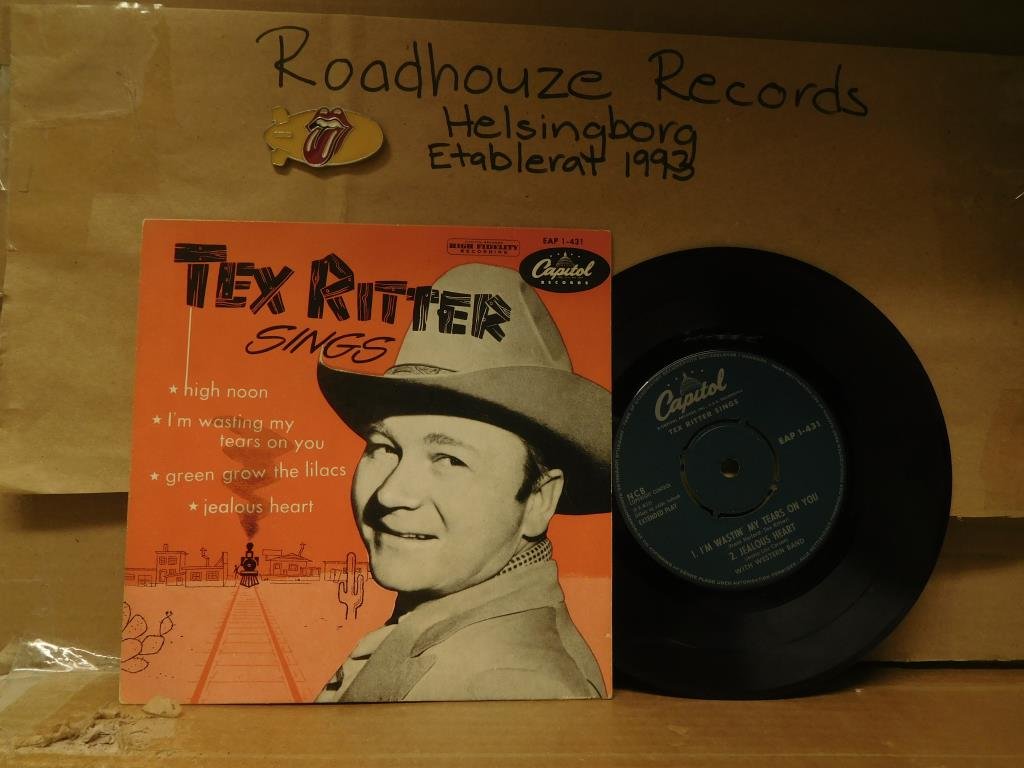 Roadhouze Records
Helsingborg
Etablerat 1993
HIGH FIDELITY
RECORDING
EAP 1-431
Capitol
RECORDS
TEX RITTER
SINGS
high noon
I'm wasting my
tears on you
green grow the lilacs
jealous heart
Capitol
TEX RITTER SINGS
EAP 1-431
NCB
EXTENDED PLAY
1. I'M WASTIN' MY TEARS ON YOU
2. JEALOUS HEART
WITH WESTERN BAND